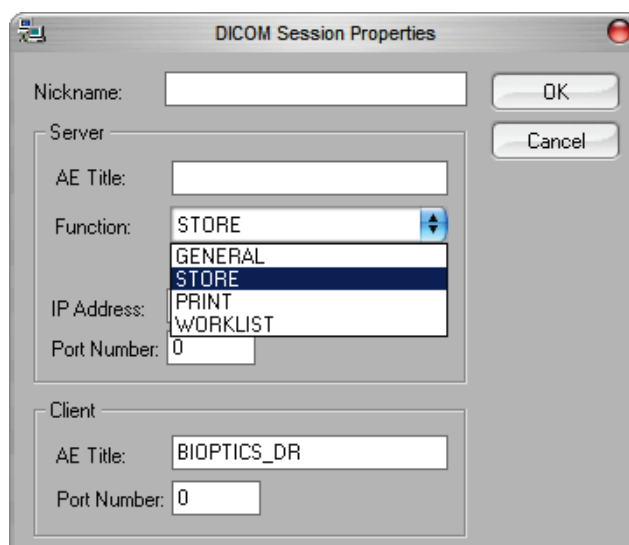 DICOM Session Properties
Nickname:
OK
Server
Cancel
AE Title:
Function: STORE
GENERAL
STORE
PRINT
IP Address:
WORKLIST
Port Number: 0
Client
AE Title: BIOPTICS_DR
Port Number: 0